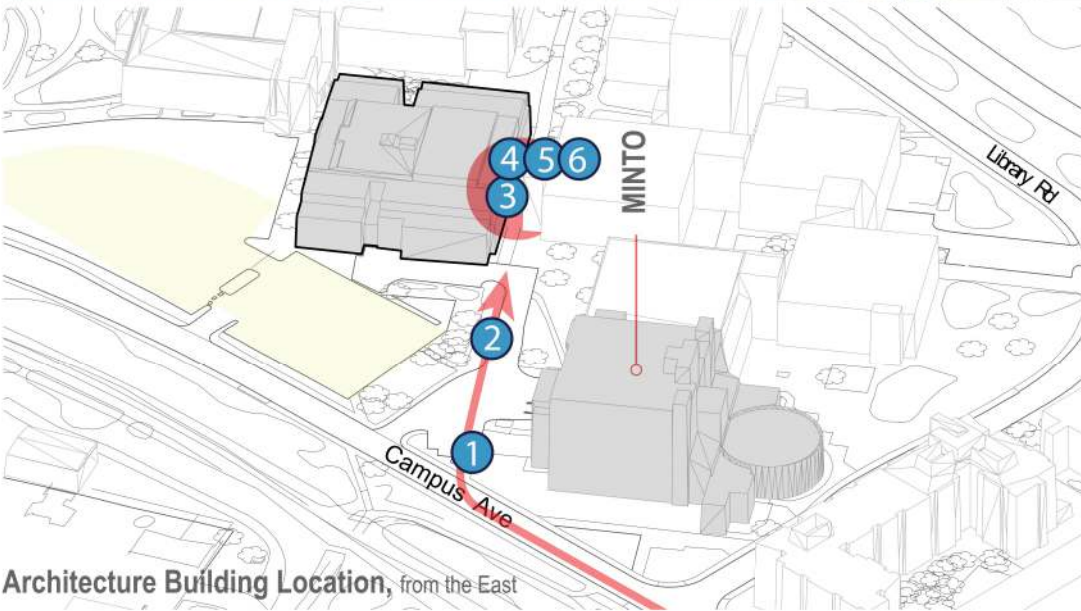 MINTO
Library Rd
4 5 6
3
2
1
Campus Ave
Architecture Building Location, from the East